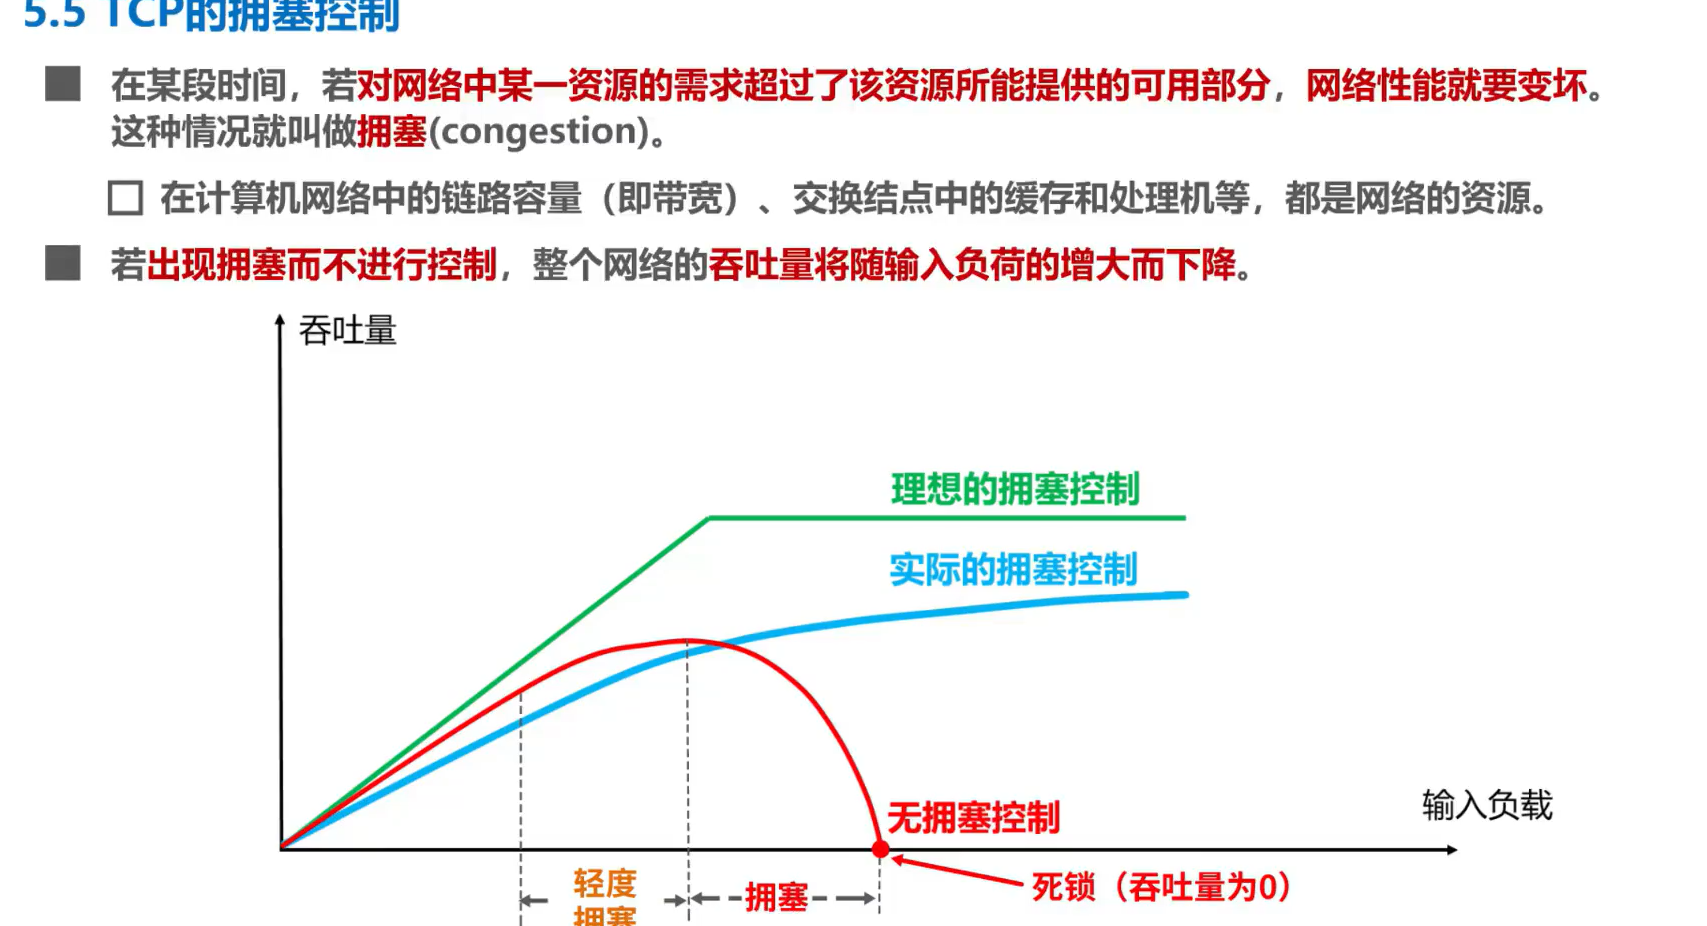 5.5 TCP的拥塞控制
在某段时间，若对网络中某一资源的需求超过了该资源所能提供的可用部分，网络性能就要变坏。
这种情况就叫做拥塞(congestion)。
在计算机网络中的链路容量（即带宽）、交换结点中的缓存和处理机等，都是网络的资源。
若出现拥塞而不进行控制，整个网络的吞吐量将随输入负荷的增大而下降。
吞吐量
理想的拥塞控制
实际的拥塞控制
无拥塞控制
输入负载
轻度
拥塞
拥塞
死锁（吞吐量为0）